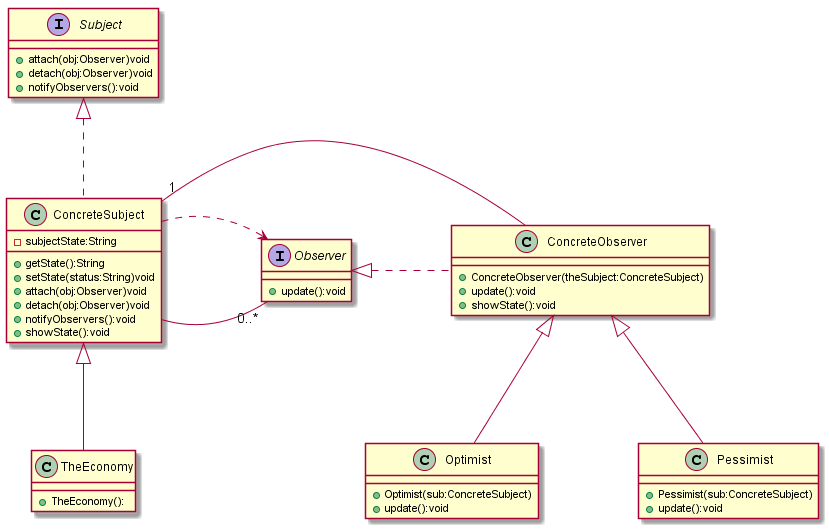 I Subject
attach(obj:Observer)void
detach(obj:Observer)void
notifyObservers():void
1
C ConcreteSubject
subjectState:String
getState():String
setState(status:String)void
attach(obj:Observer)void
detach(obj:Observer)void
notifyObservers():void
showState():void
I Observer
update():void
0..*
C ConcreteObserver
ConcreteObserver(theSubject:ConcreteSubject)
update():void
showState():void
C TheEconomy
TheEconomy():
C Optimist
Optimist(sub:ConcreteSubject)
update():void
C Pessimist
Pessimist(sub:ConcreteSubject)
update():void